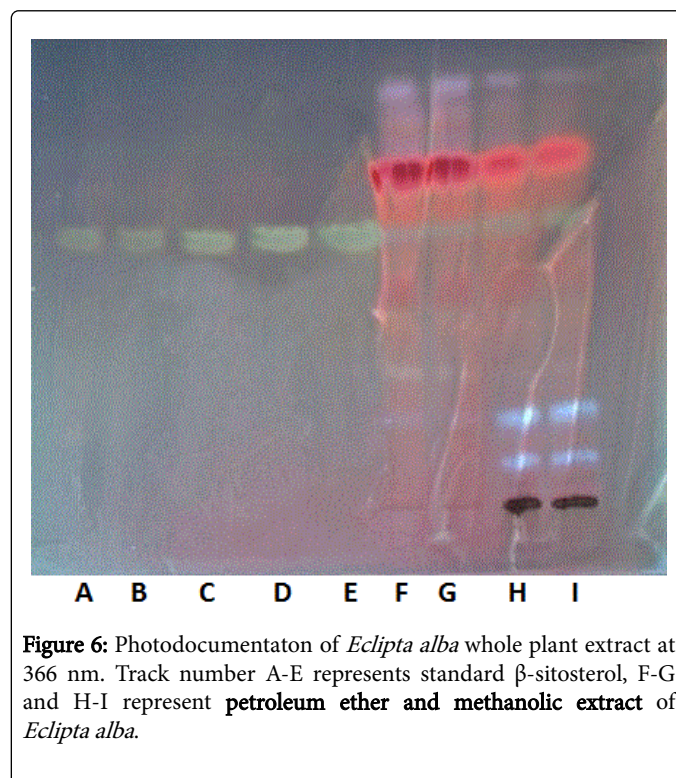 A B C D E F G H I
Figure 6: Photodocumentaton of Eclipta alba whole plant extract at
366 nm. Track number A-E represents standard β-sitosterol, F-G
and H-I represent petroleum ether and methanolic extract of
Eclipta alba.